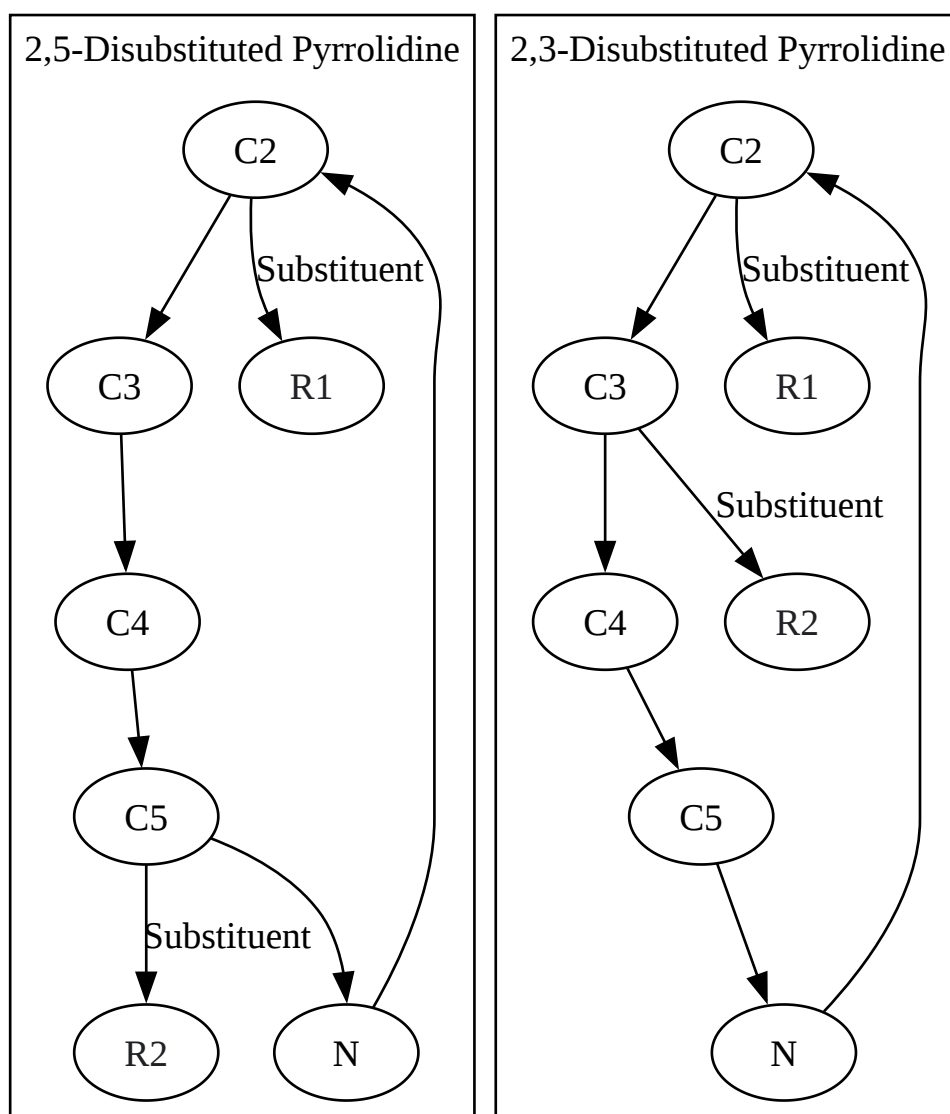 2,5-Disubstituted Pyrrolidine
C2
Substituent
C3
R1
C4
C5
Substituent
R2
N
2,3-Disubstituted Pyrrolidine
C2
Substituent
C3
R1
Substituent
C4
R2
C5
N